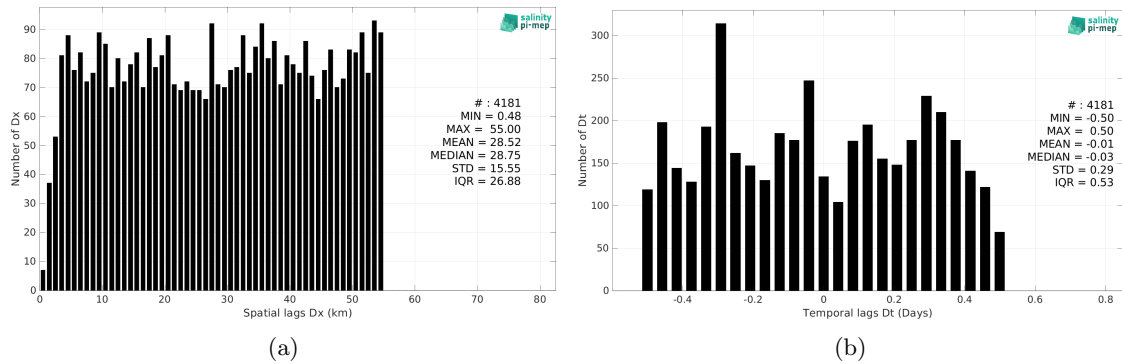 salinity
pi-mep
90
80
70
60
50
40
30
20
10
0
Number of Dx
# : 4181
MIN = 0.48
MAX = 55.00
MEAN = 28.52
MEDIAN = 28.75
STD = 15.55
IQR = 26.88
0 10 20 30 40 50 60 70 80
Spatial lags Dx (km)
(a)
salinity
pi-mep
300
250
200
150
100
50
0
Number of Dt
# : 4181
MIN = -0.50
MAX = 0.50
MEAN = -0.01
MEDIAN = -0.03
STD = 0.29
IQR = 0.53
-0.4 -0.2 0 0.2 0.4 0.6 0.8
Temporal lags Dt (Days)
(b)